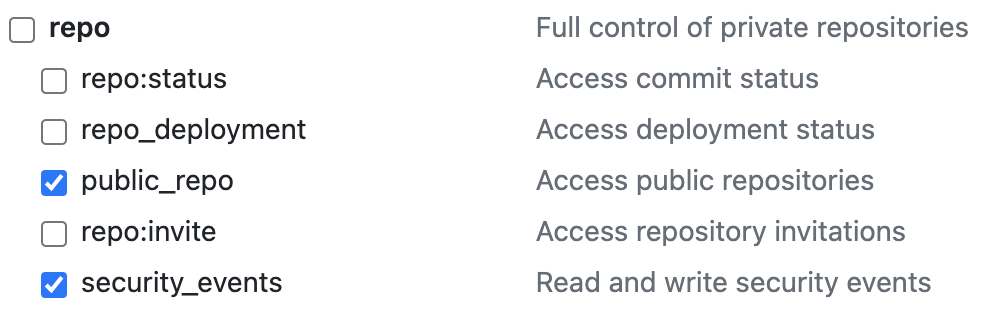 repo Full control of private repositories
repo:status Access commit status
repo_deployment Access deployment status
public_repo Access public repositories
repo:invite Access repository invitations
security_events Read and write security events